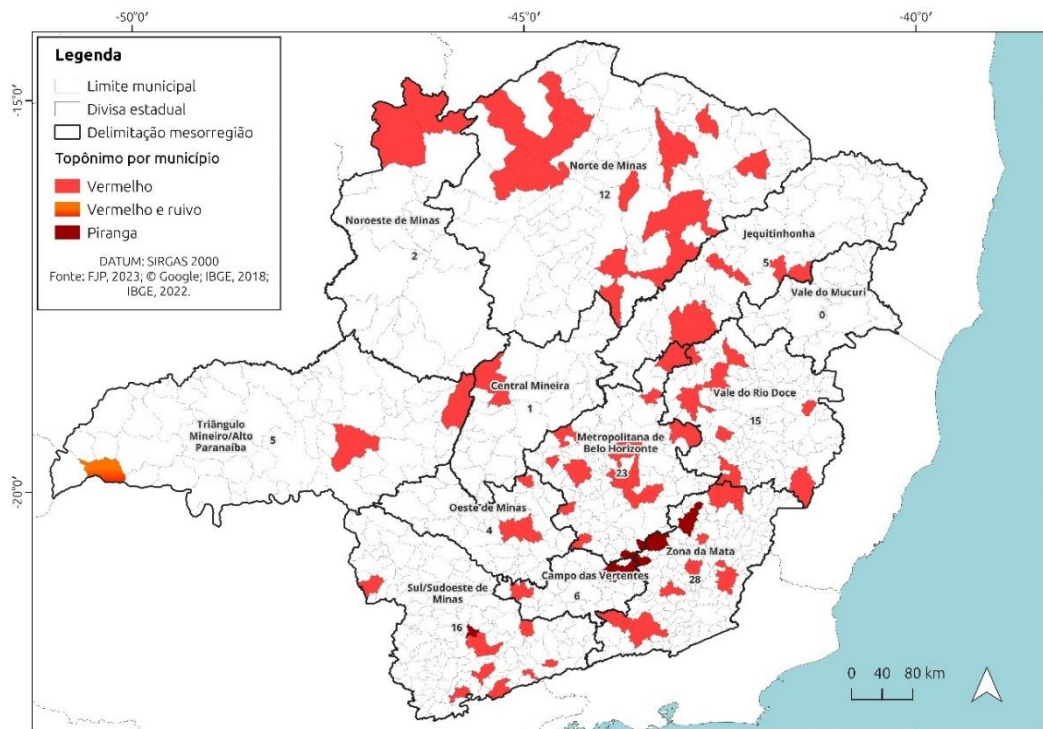 -50°0′ -45°0′ -40°0′
-15°0′
-20°0′
Legenda
Limite municipal
Divisa estadual
Delimitação mesorregião
Topônimo por município
Vermelho
Vermelho e ruivo
Piranga
DATUM: SIRGAS 2000
Fonte: FJP, 2023; © Google; IBGE, 2018;
IBGE, 2022.
Norte de Minas
12
Noroeste de Minas
2
Jequitinhonha
5
Vale do Mucuri
0
Central Mineira
1
Vale do Rio Doce
15
Triângulo
Mineiro/Alto
Paranaíba
5
Metropolitana de
Belo Horizonte
23
Oeste de Minas
4
Zona da Mata
28
Campo das Vertentes
6
Sul/Sudoeste de
Minas
16
0 40 80 km